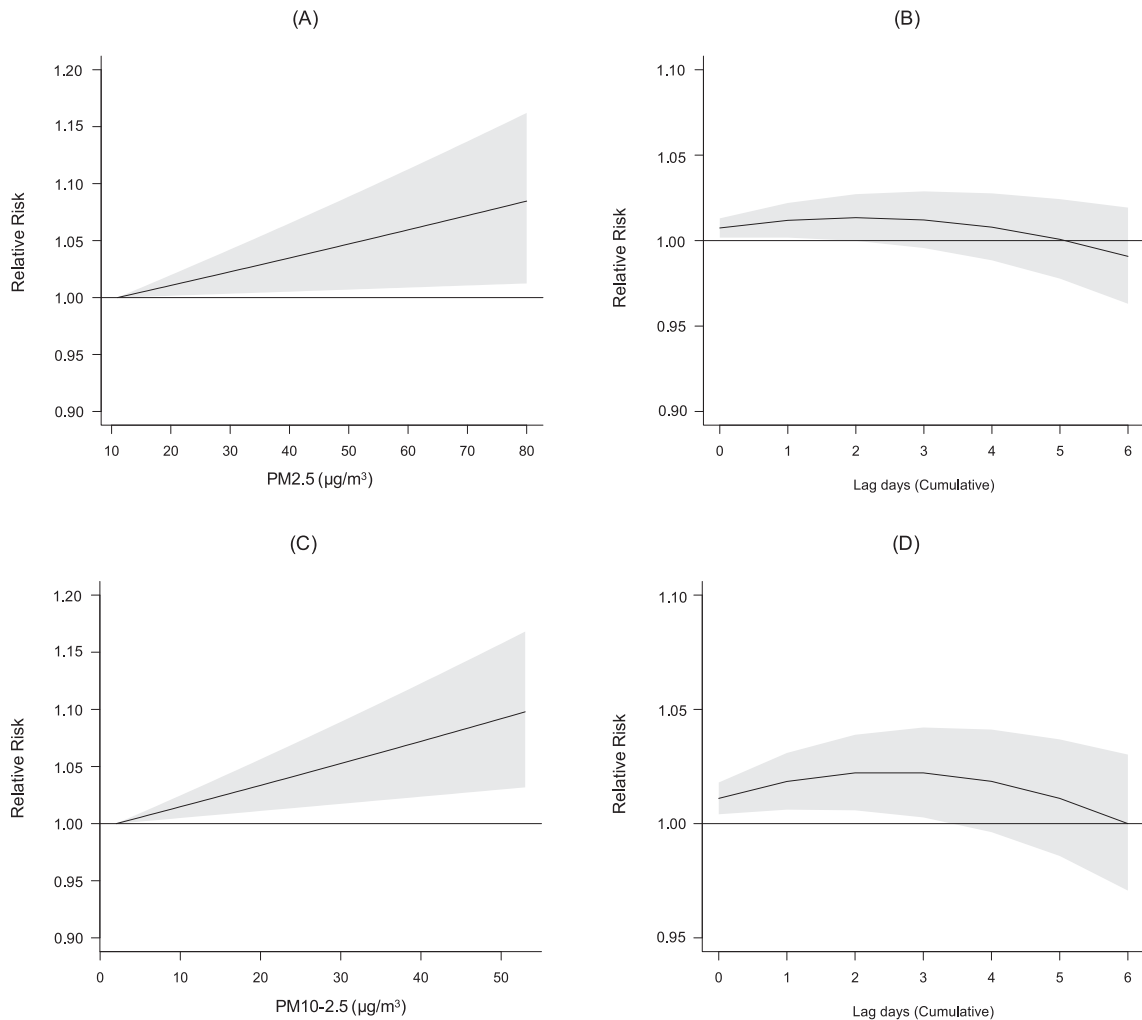 (A)
1.20
1.15
1.10
1.05
1.00
0.95
0.90
Relative Risk
10 20 30 40 50 60 70 80
PM2.5 (µg/m³)
(B)
1.10
1.05
1.00
0.95
0.90
Relative Risk
0 1 2 3 4 5 6
Lag days (Cumulative)
(C)
1.20
1.15
1.10
1.05
1.00
0.95
0.90
Relative Risk
0 10 20 30 40 50
PM10-2.5 (µg/m³)
(D)
1.10
1.05
1.00
0.95
Relative Risk
0 1 2 3 4 5 6
Lag days (Cumulative)